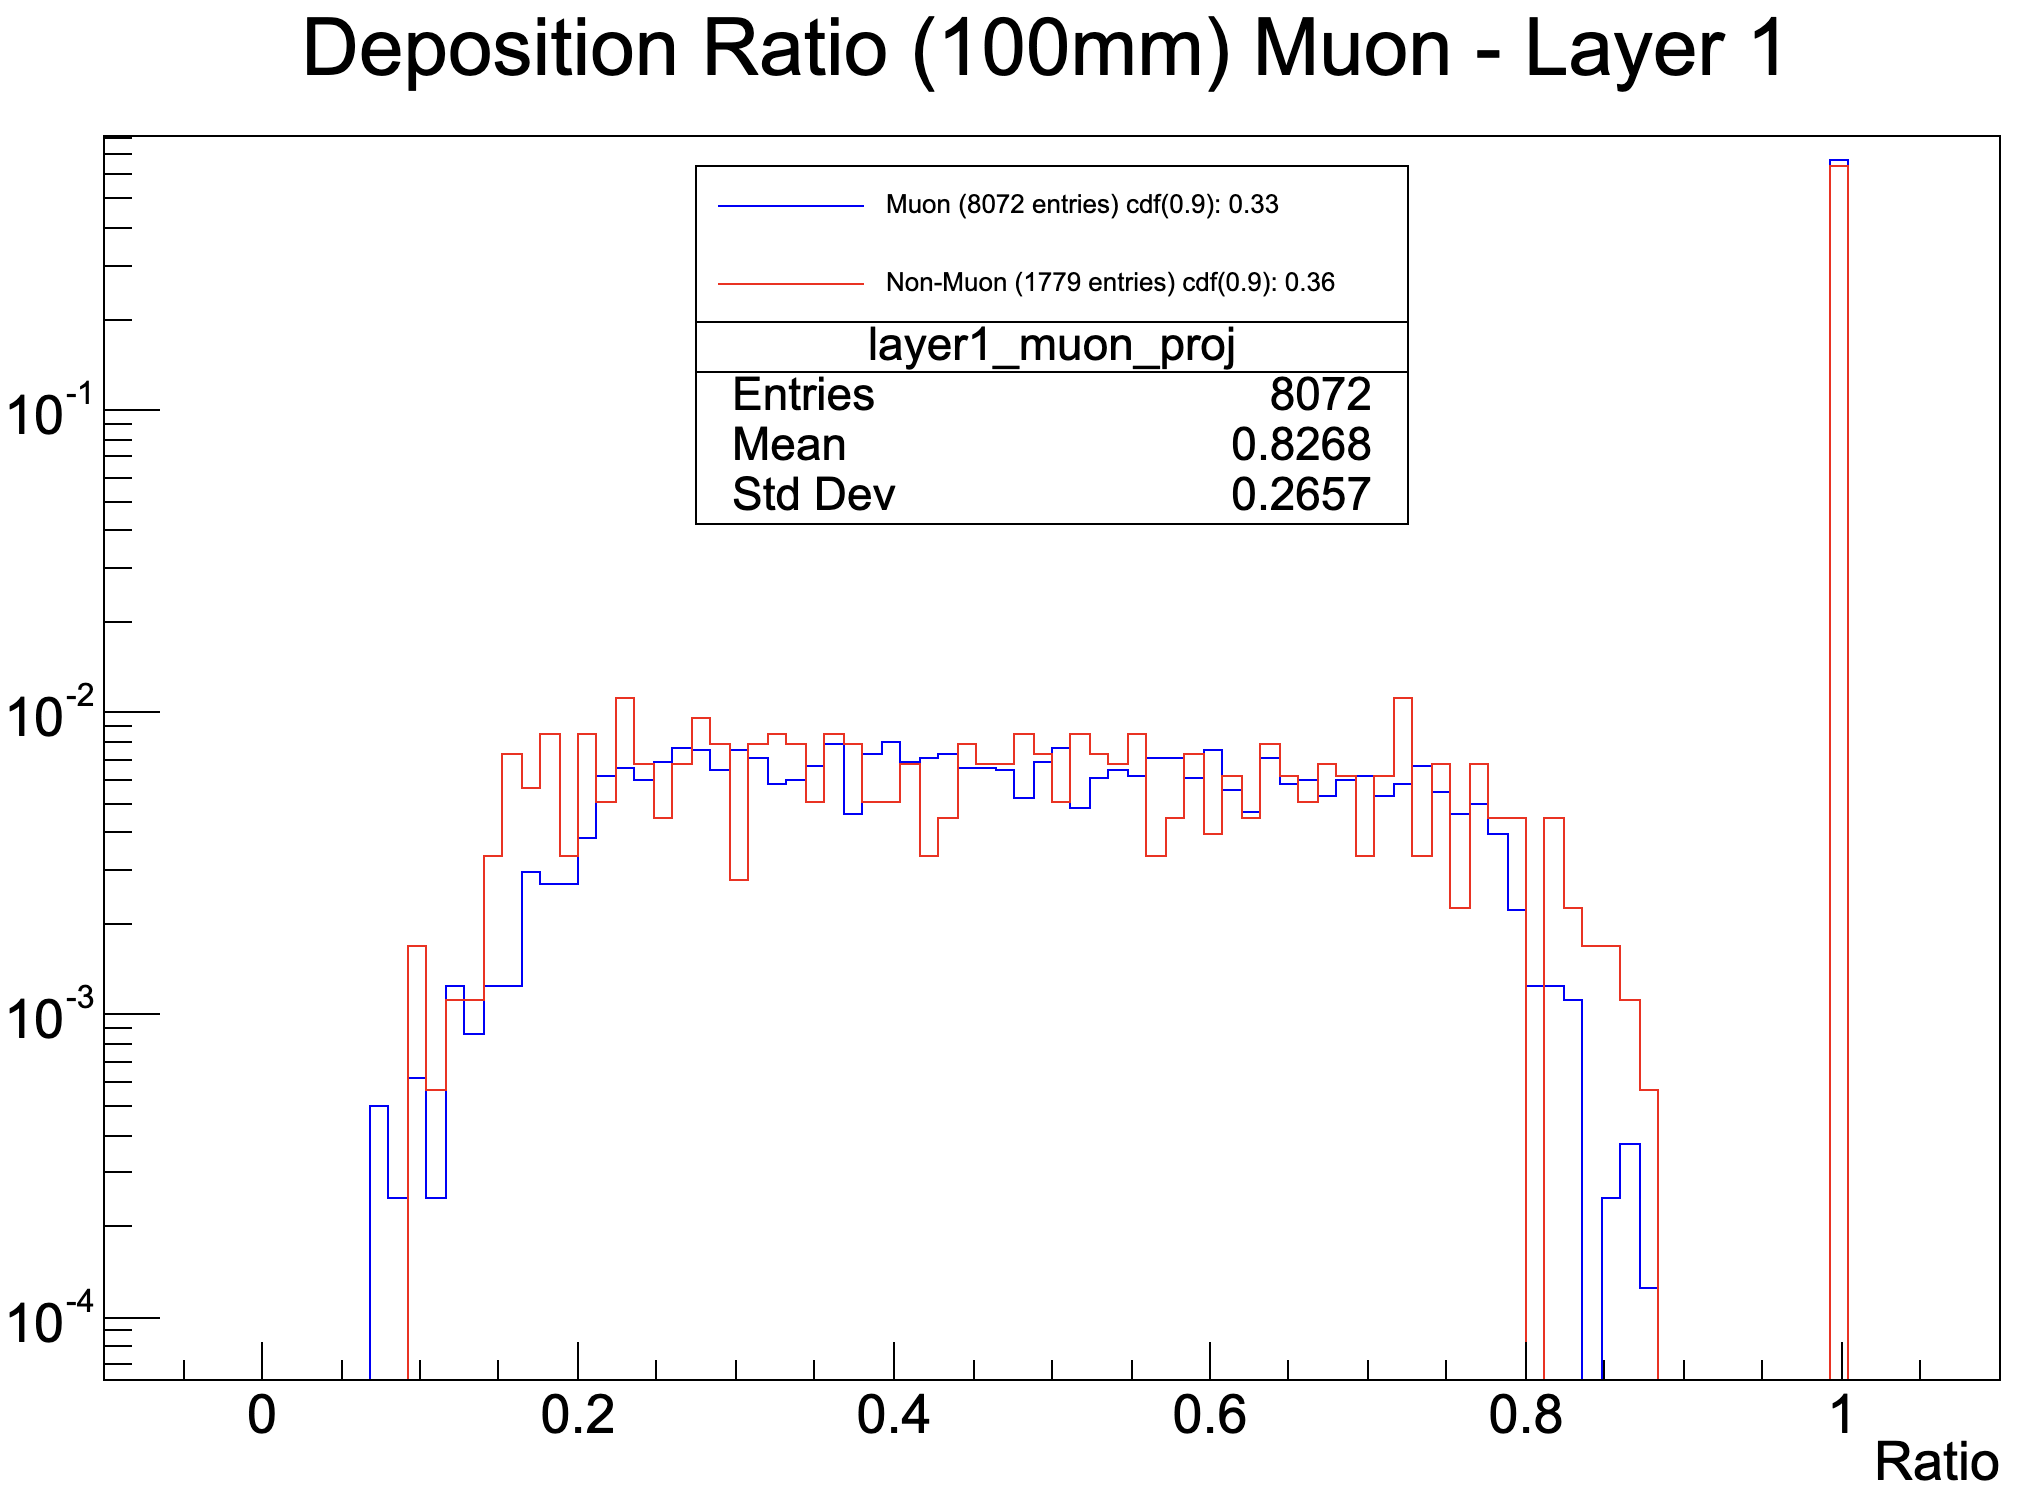 Deposition Ratio (100mm) Muon - Layer 1
Muon (8072 entries) cdf(0.9): 0.33
Non-Muon (1779 entries) cdf(0.9): 0.36
layer1_muon_proj
Entries 8072
Mean 0.8268
Std Dev 0.2657
10^-1
10^-2
10^-3
10^-4
0 0.2 0.4 0.6 0.8 1
Ratio